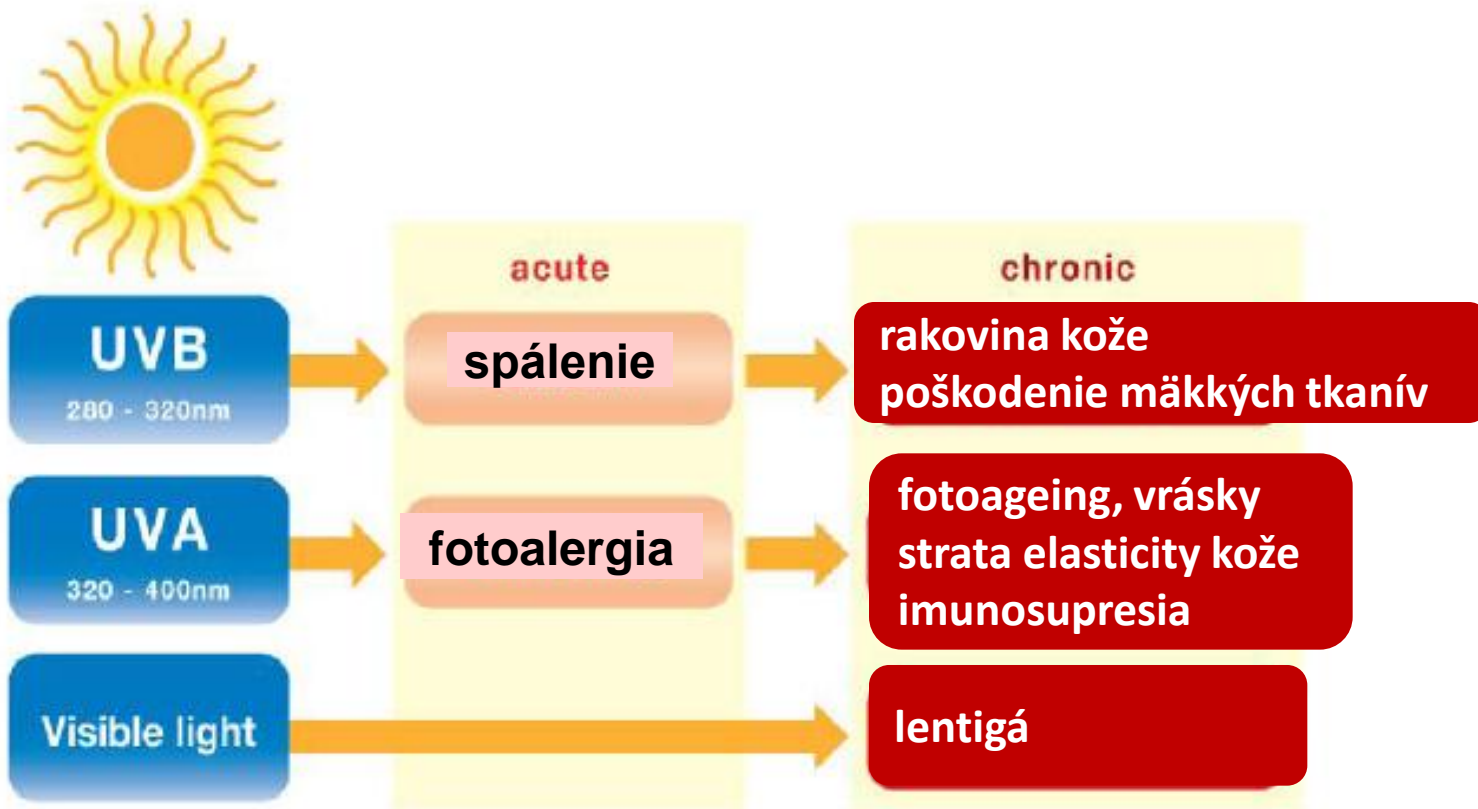 acute
chronic
UVB
280 - 320nm
spálenie
rakovina kože
poškodenie mäkkých tkanív
UVA
320 - 400nm
fotoalergia
fotoageing, vrásky
strata elasticity kože
imunosupresia
Visible light
lentigá